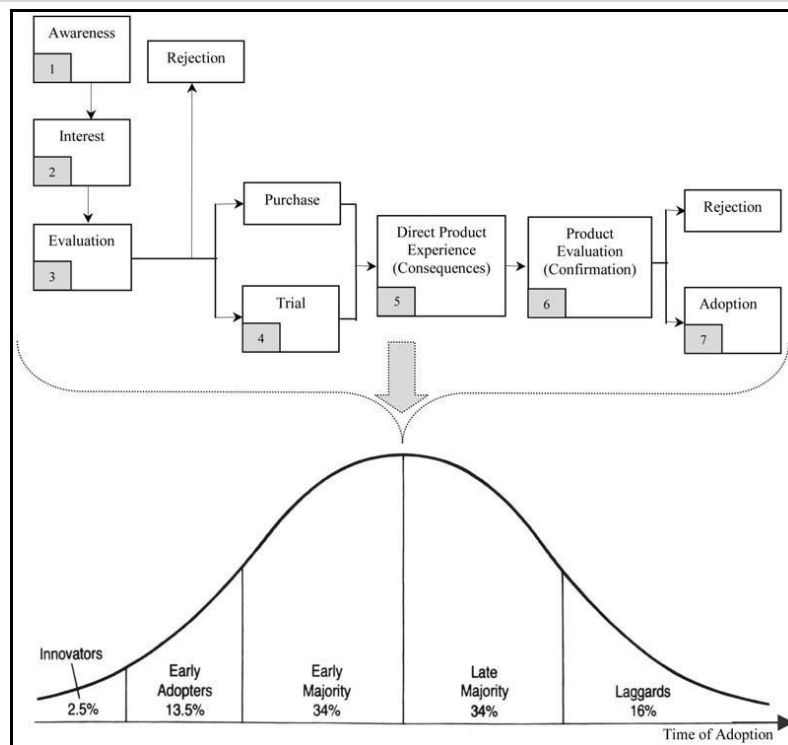 Awareness
1
Rejection
Interest
2
Evaluation
3
Purchase
Trial
4
Direct Product
Experience
(Consequences)
5
Product
Evaluation
(Confirmation)
6
Rejection
Adoption
7
Innovators
2.5%
Early
Adopters
13.5%
Early
Majority
34%
Late
Majority
34%
Laggards
16%
Time of Adoption